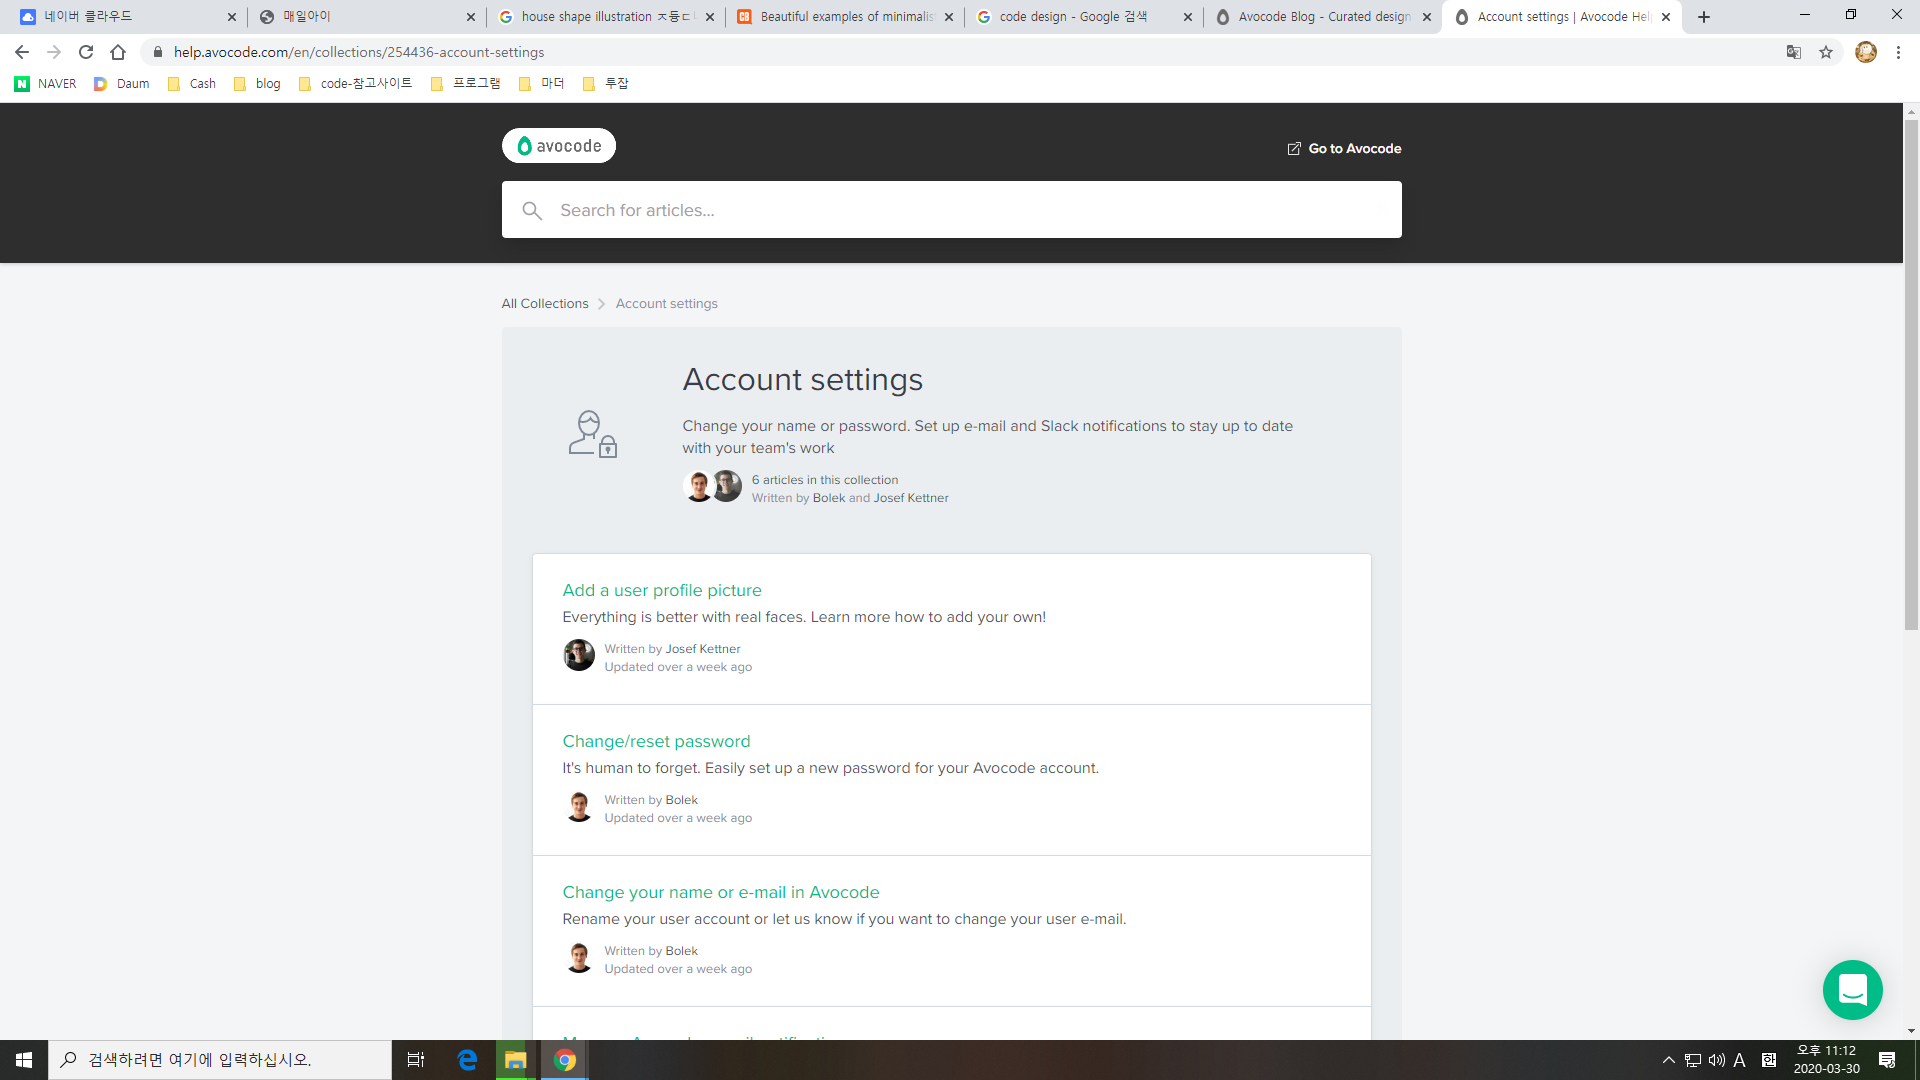 네이버 클라우드
매일아이
house shape illustration ㅈ듕ㄷ
Beautiful examples of minimalis
code design - Google 검색
Avocode Blog - Curated design
Account settings | Avocode Hel
help.avocode.com/en/collections/254436-account-settings
NAVER
Daum
Cash
blog
code-참고사이트
프로그램
마더
투잡
avocode
Go to Avocode
Search for articles...
All Collections
Account settings
Account settings
Change your name or password. Set up e-mail and Slack notifications to stay up to date
with your team's work
6 articles in this collection
Written by Bolek and Josef Kettner
Add a user profile picture
Everything is better with real faces. Learn more how to add your own!
Written by Josef Kettner
Updated over a week ago
Change/reset password
It's human to forget. Easily set up a new password for your Avocode account.
Written by Bolek
Updated over a week ago
Change your name or e-mail in Avocode
Rename your user account or let us know if you want to change your user e-mail.
Written by Bolek
Updated over a week ago
검색하려면 여기에 입력하십시오.
A
한
오후 11:12
2020-03-30